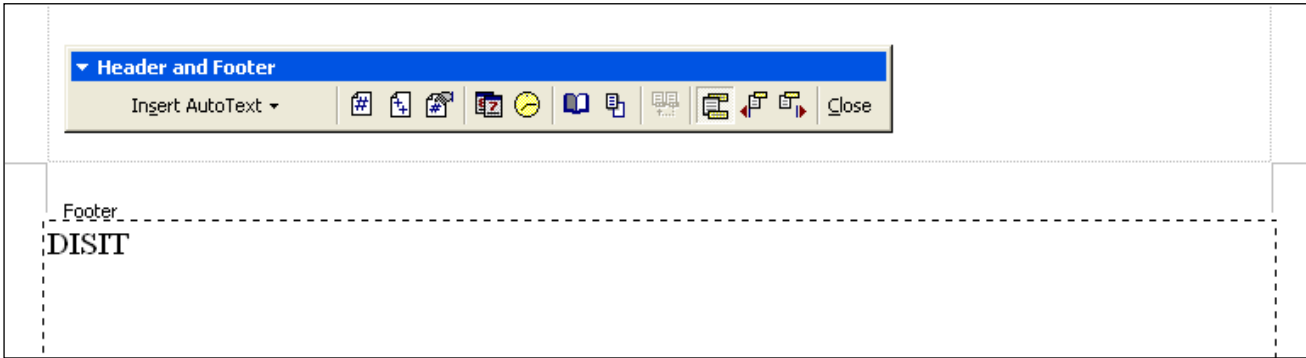 Header and Footer
Insert AutoText
Close
Footer
DISIT